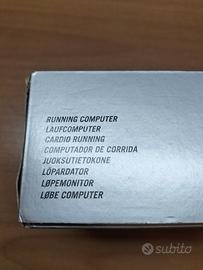 RUNNING COMPUTER
LAUFCOMPUTER
CARDIO RUNNING
COMPUTADOR DE CORRIDA
JUOKSUTIETOKONE
LÖPARDATOR
LØPEMONITOR
LØBE COMPUTER
subito